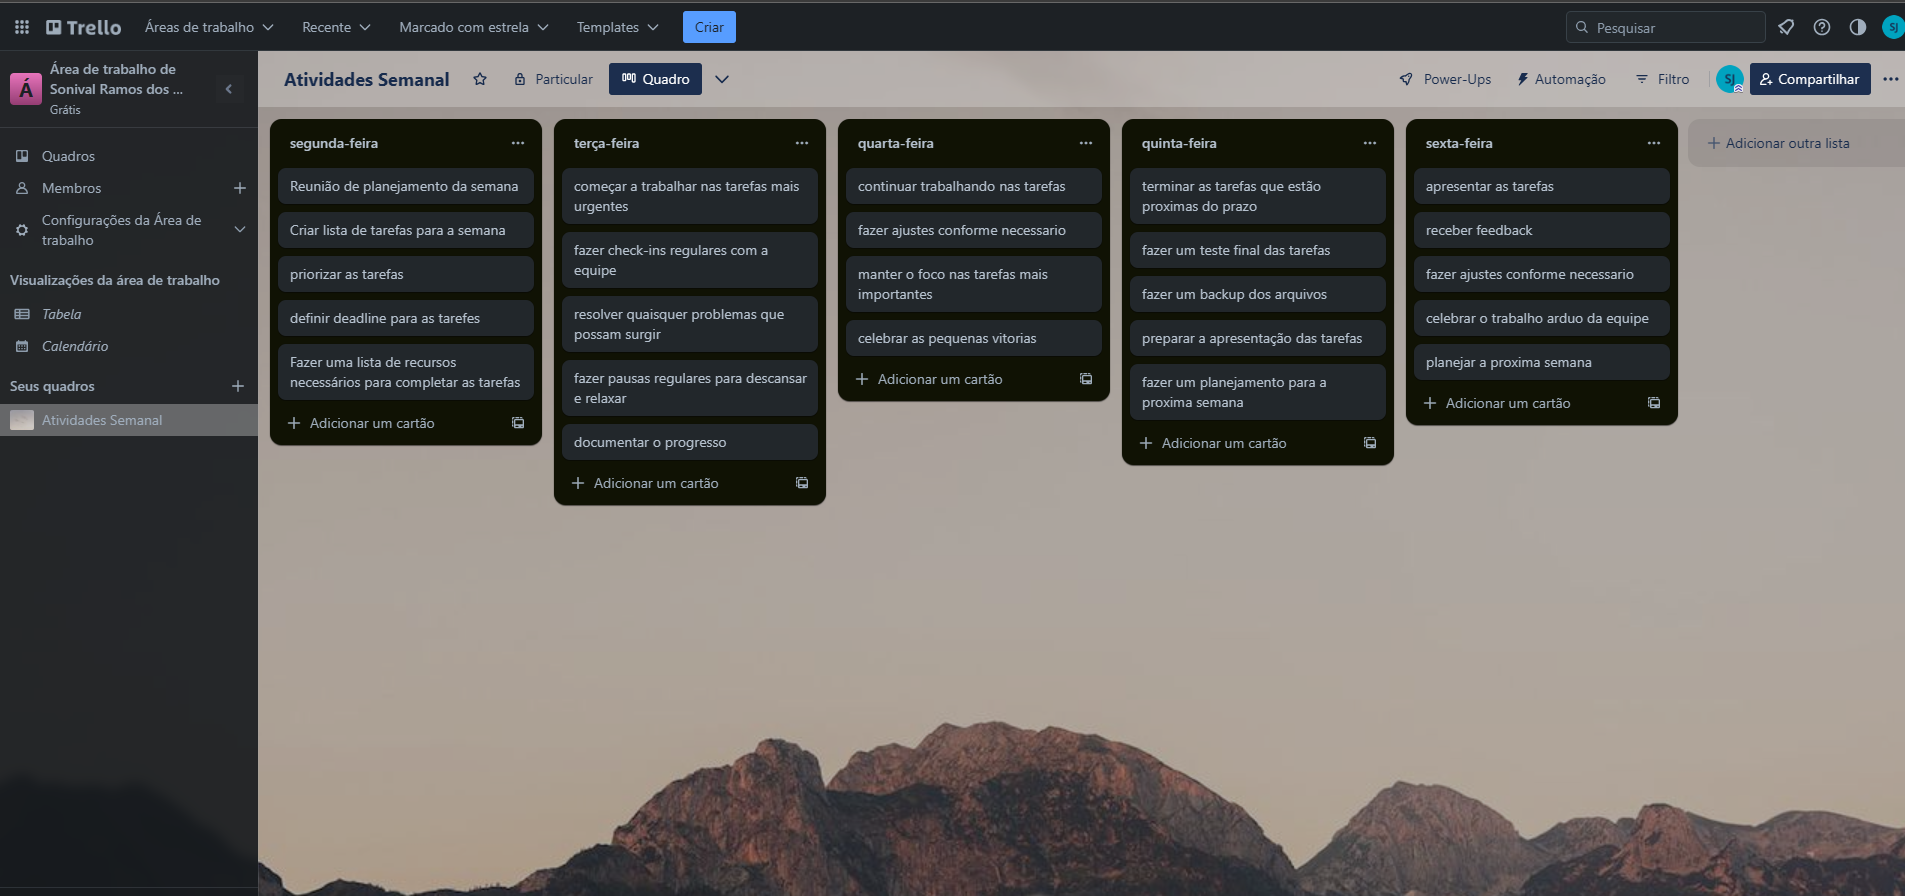 Trello
Áreas de trabalho
Recente
Marcado com estrela
Templates
Criar
Pesquisar
SJ
Á
Área de trabalho de
Sonival Ramos dos ...
Grátis
Quadros
Membros
Configurações da Área de
trabalho
Visualizações da área de trabalho
Tabela
Calendário
Seus quadros
Atividades Semanal
Atividades Semanal
Particular
Quadro
Power-Ups
Automação
Filtro
SJ
Compartilhar
segunda-feira
Reunião de planejamento da semana
Criar lista de tarefas para a semana
priorizar as tarefas
definir deadline para as tarefes
Fazer uma lista de recursos
necessários para completar as tarefas
Adicionar um cartão
terça-feira
começar a trabalhar nas tarefas mais
urgentes
fazer check-ins regulares com a
equipe
resolver quaisquer problemas que
possam surgir
fazer pausas regulares para descansar
e relaxar
documentar o progresso
Adicionar um cartão
quarta-feira
continuar trabalhando nas tarefas
fazer ajustes conforme necessario
manter o foco nas tarefas mais
importantes
celebrar as pequenas vitorias
Adicionar um cartão
quinta-feira
terminar as tarefas que estão
proximas do prazo
fazer um teste final das tarefas
fazer um backup dos arquivos
preparar a apresentação das tarefas
fazer um planejamento para a
proxima semana
Adicionar um cartão
sexta-feira
apresentar as tarefas
receber feedback
fazer ajustes conforme necessario
celebrar o trabalho arduo da equipe
planejar a proxima semana
Adicionar um cartão
Adicionar outra lista